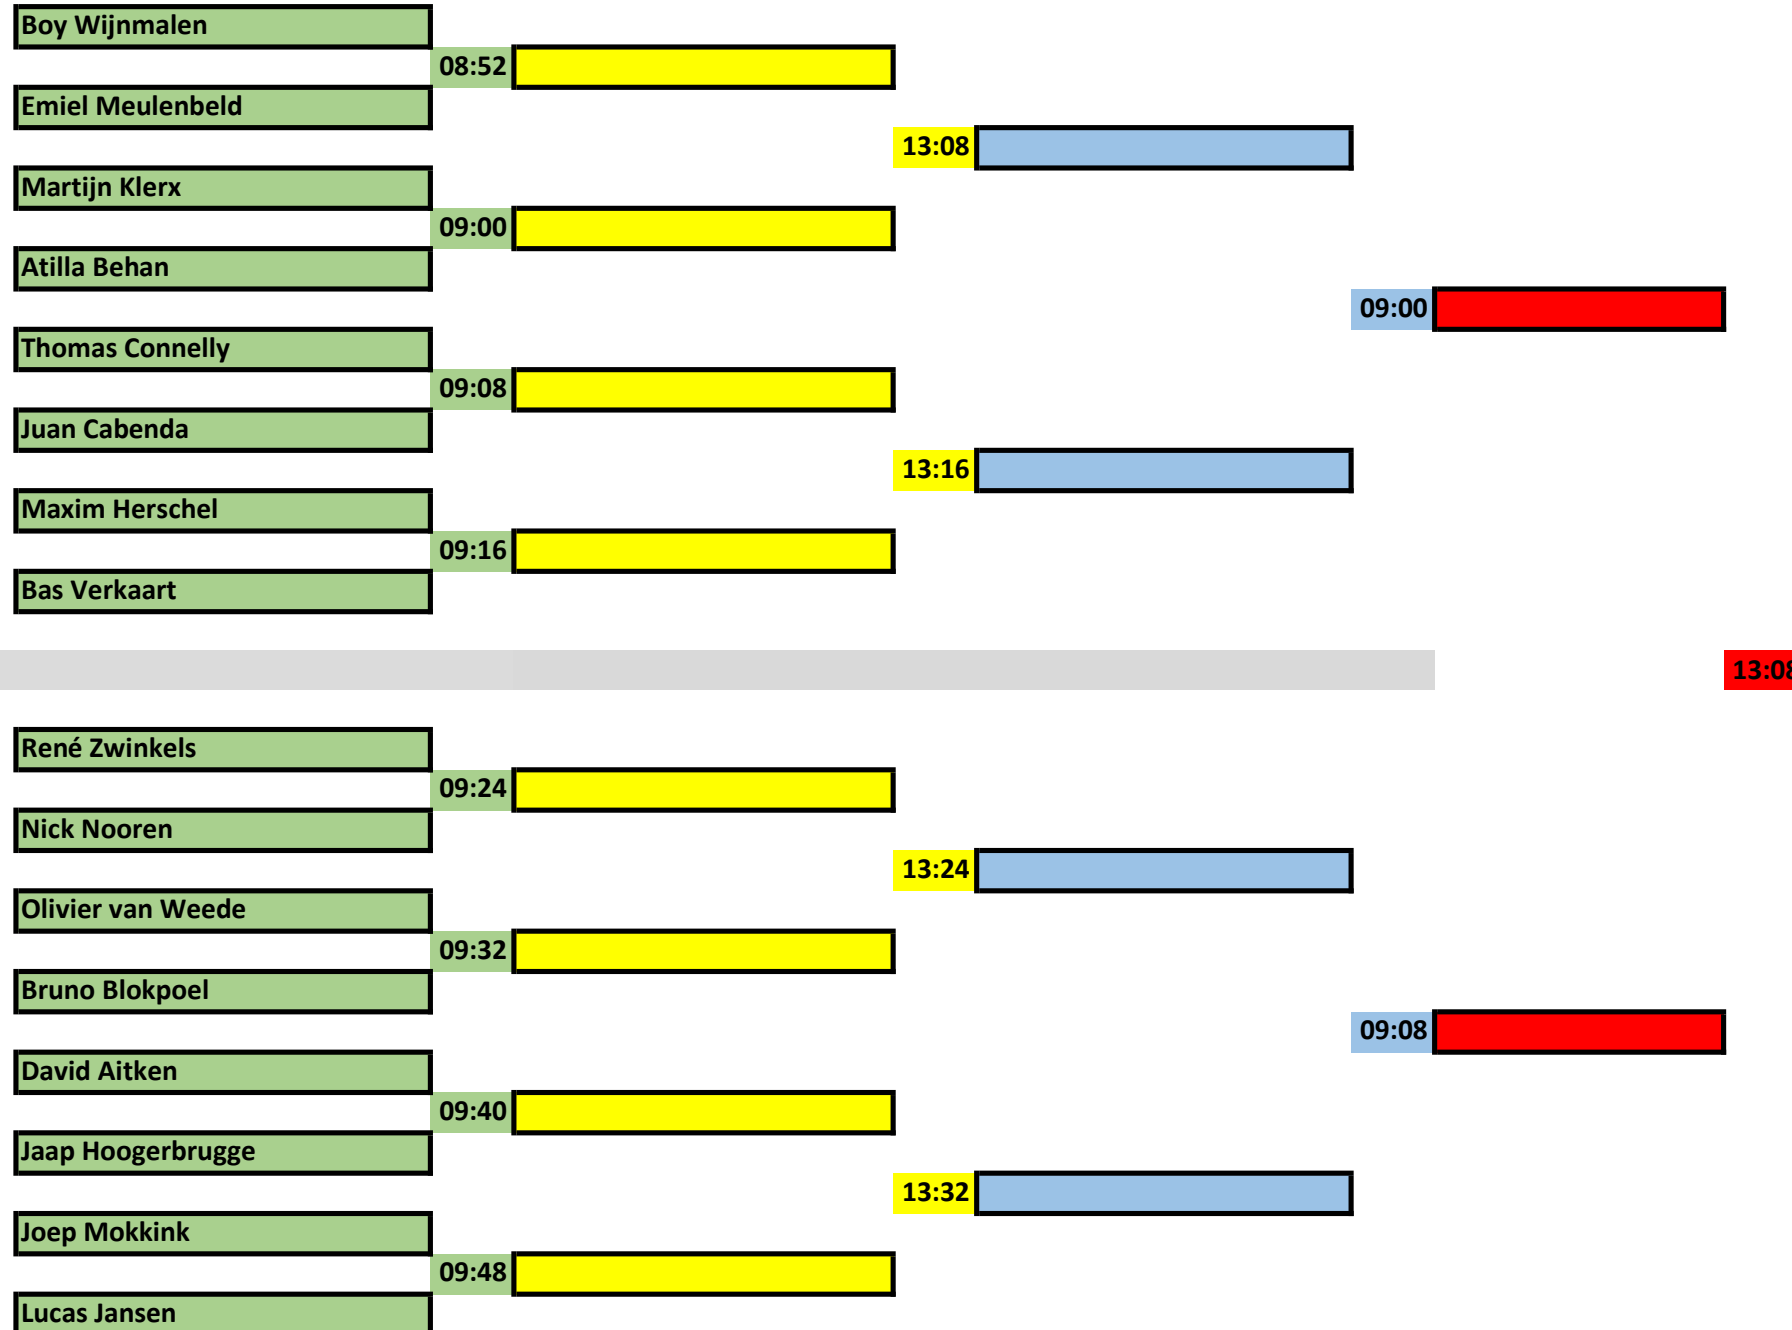 Boy Wijnmalen
08:52
Emiel Meulenbeld
13:08
Martijn Klerx
09:00
Atilla Behan
09:00
Thomas Connelly
09:08
Juan Cabenda
13:16
Maxim Herschel
09:16
Bas Verkaart
13:08
René Zwinkels
09:24
Nick Nooren
13:24
Olivier van Weede
09:32
Bruno Blokpoel
09:08
David Aitken
09:40
Jaap Hoogerbrugge
13:32
Joep Mokkink
09:48
Lucas Jansen